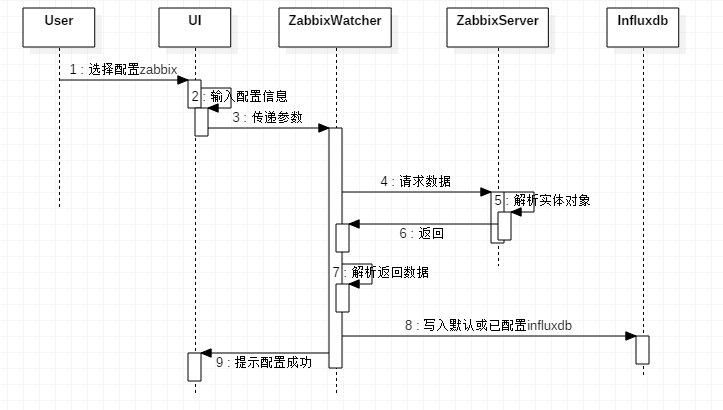 User
UI
ZabbixWatcher
ZabbixServer
Influxdb
1 : 选择配置zabbix
2 : 输入配置信息
3 : 传递参数
4 : 请求数据
5 : 解析实体对象
6 : 返回
7 : 解析返回数据
8 : 写入默认或已配置influxdb
9 : 提示配置成功